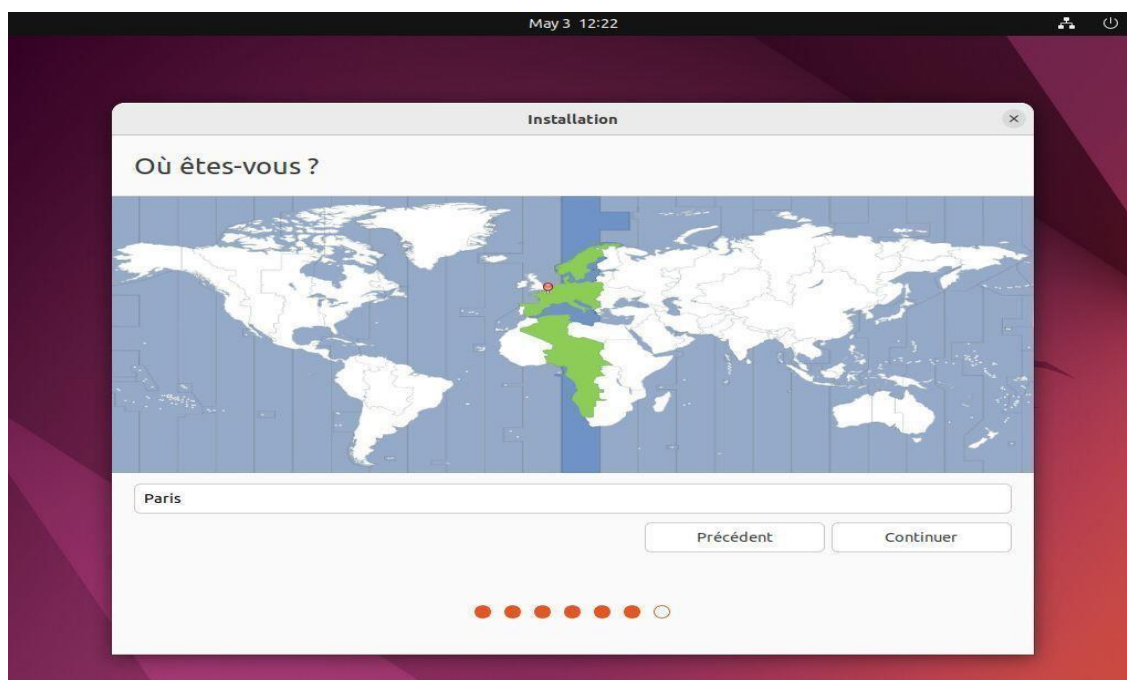 May 3 12:22
Installation
Où êtes-vous ?
Paris
Précédent
Continuer